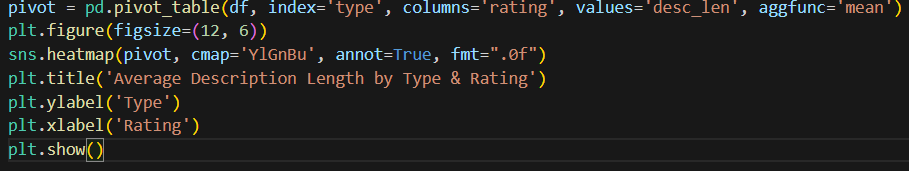 pivot = pd.pivot_table(df, index='type', columns='rating', values='desc_len', aggfunc='mean')
plt.figure(figsize=(12, 6))
sns.heatmap(pivot, cmap='YlGnBu', annot=True, fmt=".0f")
plt.title('Average Description Length by Type & Rating')
plt.ylabel('Type')
plt.xlabel('Rating')
plt.show()